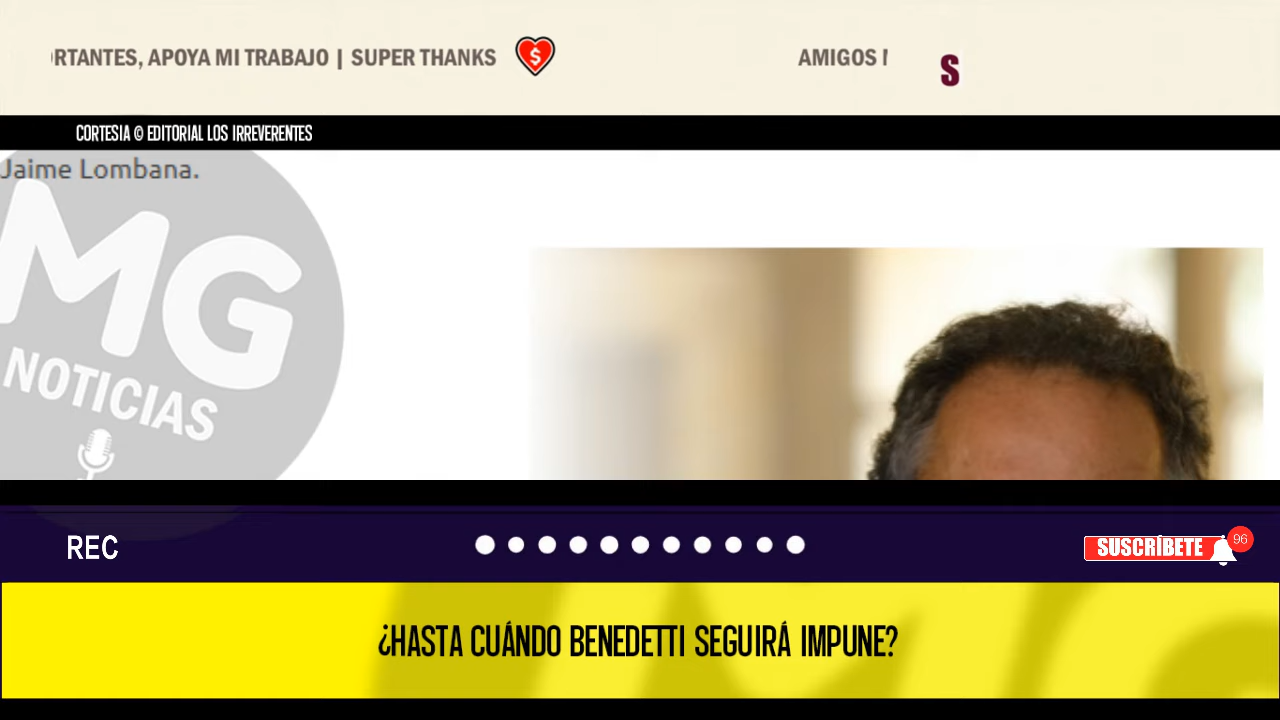 RTANTES, APOYA MI TRABAJO | SUPER THANKS
AMIGOS
S
CORTESIA © EDITORIAL LOS IRREVERENTES
Jaime Lombana.
MG
NOTICIAS
REC
SUSCRÍBETE
96
¿HASTA CUÁNDO BENEDETTI SEGUIRÁ IMPUNE?